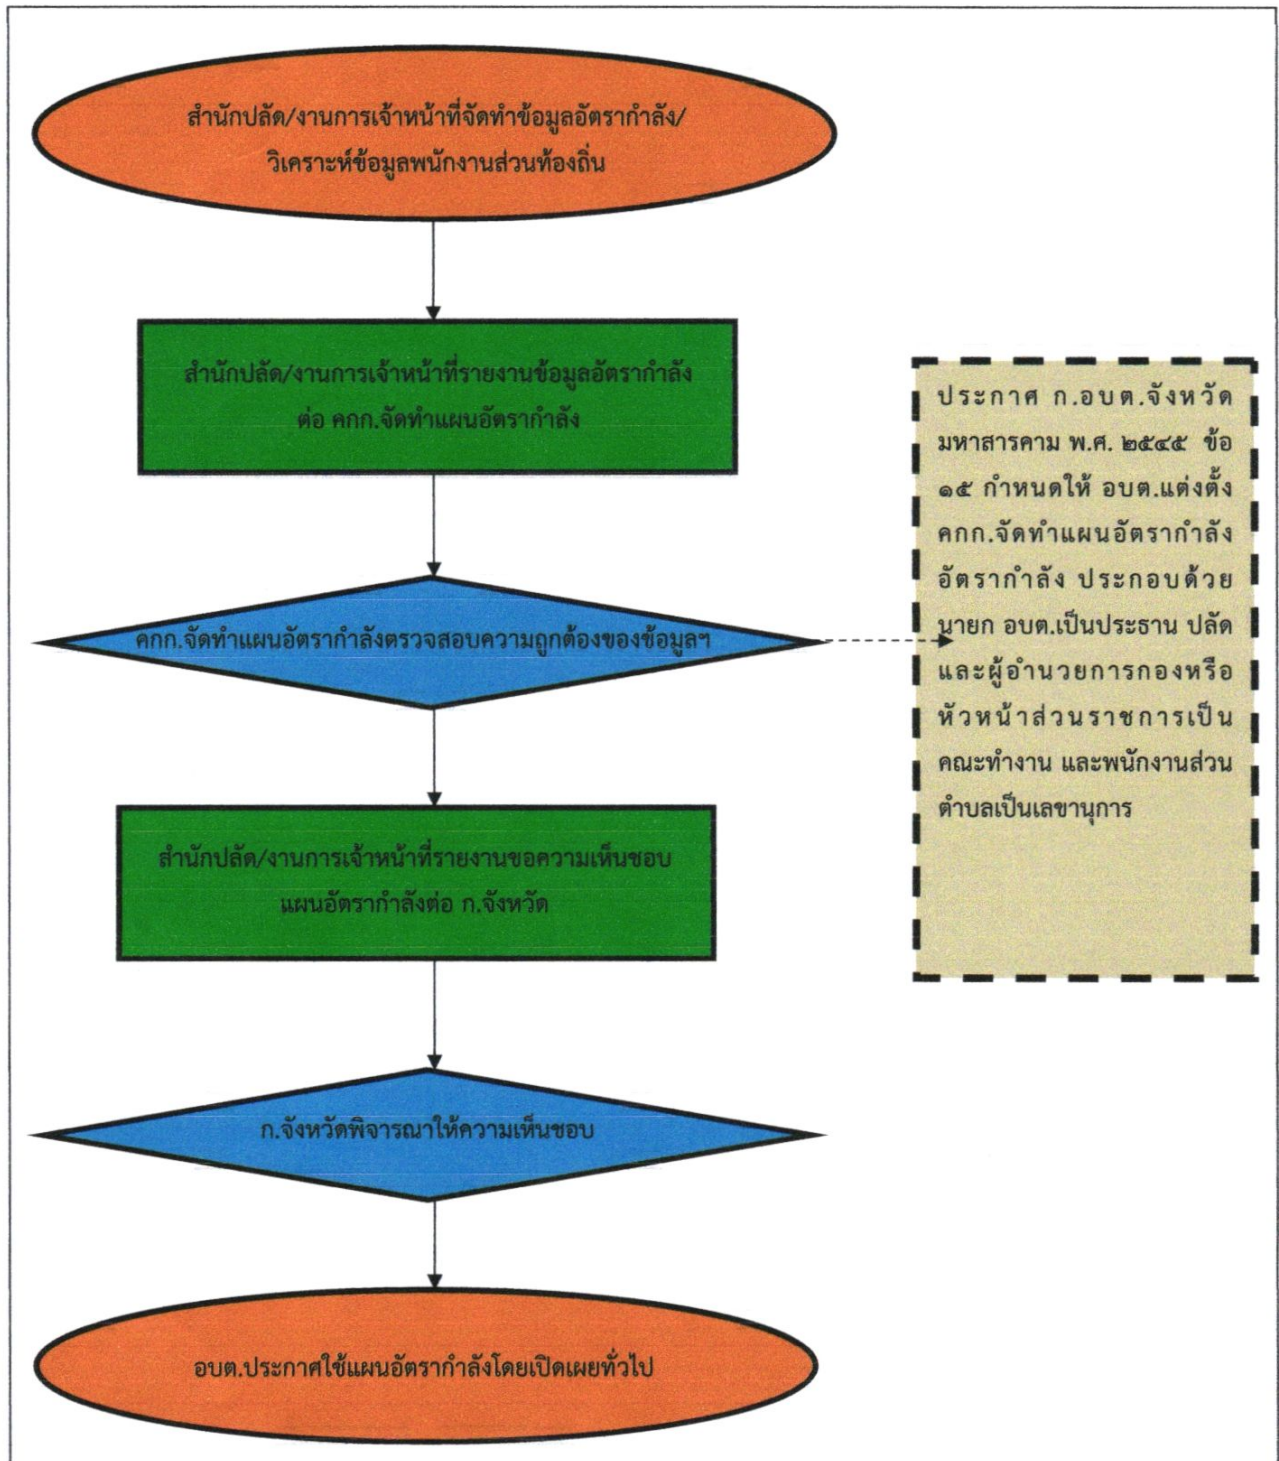 สำนักปลัด/งานการเจ้าหน้าที่จัดทำข้อมูลอัตรากำลัง/
วิเคราะห์ข้อมูลพนักงานส่วนท้องถิ่น
สำนักปลัด/งานการเจ้าหน้าที่รายงานข้อมูลอัตรากำลัง
ต่อ คกก.จัดทำแผนอัตรากำลัง
คกก.จัดทำแผนอัตรากำลังตรวจสอบความถูกต้องของข้อมูลฯ
ประกาศ ก.อบต.จังหวัด
มหาสารคาม พ.ศ. ๒๕๔๕ ข้อ
๑๕ กำหนดให้ อบต.แต่งตั้ง
คกก.จัดทำแผนอัตรากำลัง
อัตรากำลัง ประกอบด้วย
นายก อบต.เป็นประธาน ปลัด
และผู้อำนวยการกองหรือ
หัวหน้าส่วนราชการเป็น
คณะทำงาน และพนักงานส่วน
ตำบลเป็นเลขานุการ
สำนักปลัด/งานการเจ้าหน้าที่รายงานขอความเห็นชอบ
แผนอัตรากำลังต่อ ก.จังหวัด
ก.จังหวัดพิจารณาให้ความเห็นชอบ
อบต.ประกาศใช้แผนอัตรากำลังโดยเปิดเผยทั่วไป